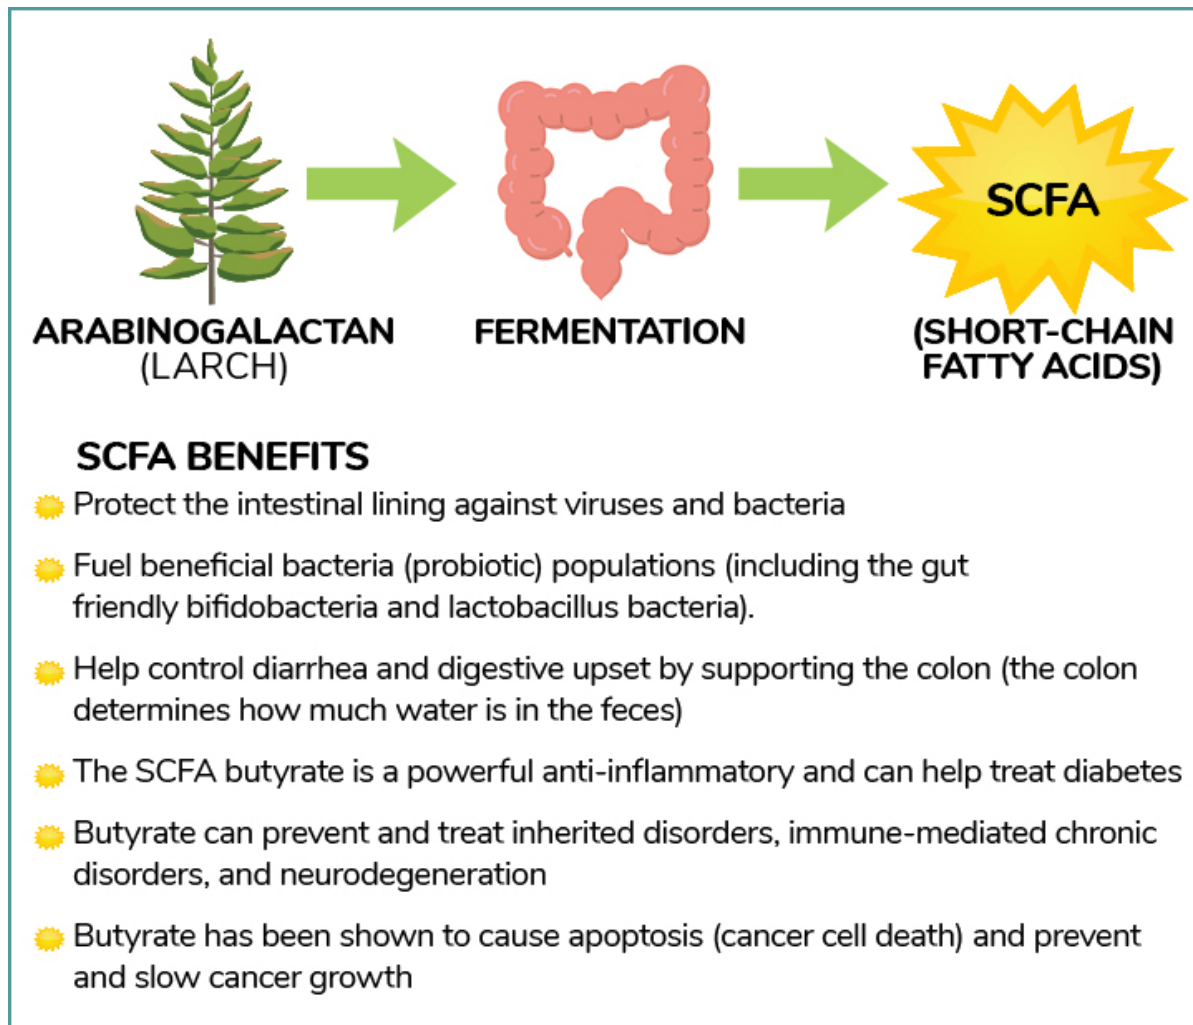 SCFA
ARABINOGALACTAN
(LARCH)
FERMENTATION
(SHORT-CHAIN
FATTY ACIDS)
SCFA BENEFITS
Protect the intestinal lining against viruses and bacteria
Fuel beneficial bacteria (probiotic) populations (including the gut
friendly bifidobacteria and lactobacillus bacteria).
Help control diarrhea and digestive upset by supporting the colon (the colon
determines how much water is in the feces)
The SCFA butyrate is a powerful anti-inflammatory and can help treat diabetes
Butyrate can prevent and treat inherited disorders, immune-mediated chronic
disorders, and neurodegeneration
Butyrate has been shown to cause apoptosis (cancer cell death) and prevent
and slow cancer growth